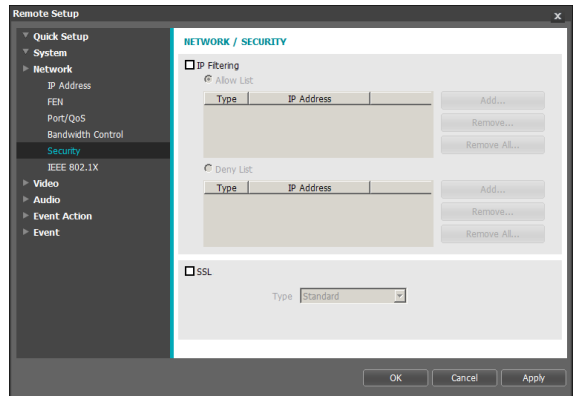 Remote Setup
x
Quick Setup
System
Network
IP Address
FEN
Port/QoS
Bandwidth Control
Security
IEEE 802.1X
Video
Audio
Event Action
Event
NETWORK / SECURITY
IP Filtering
Allow List
Type IP Address
Add...
Remove...
Remove All...
Deny List
Type IP Address
Add...
Remove...
Remove All...
SSL
Type Standard
OK Cancel Apply